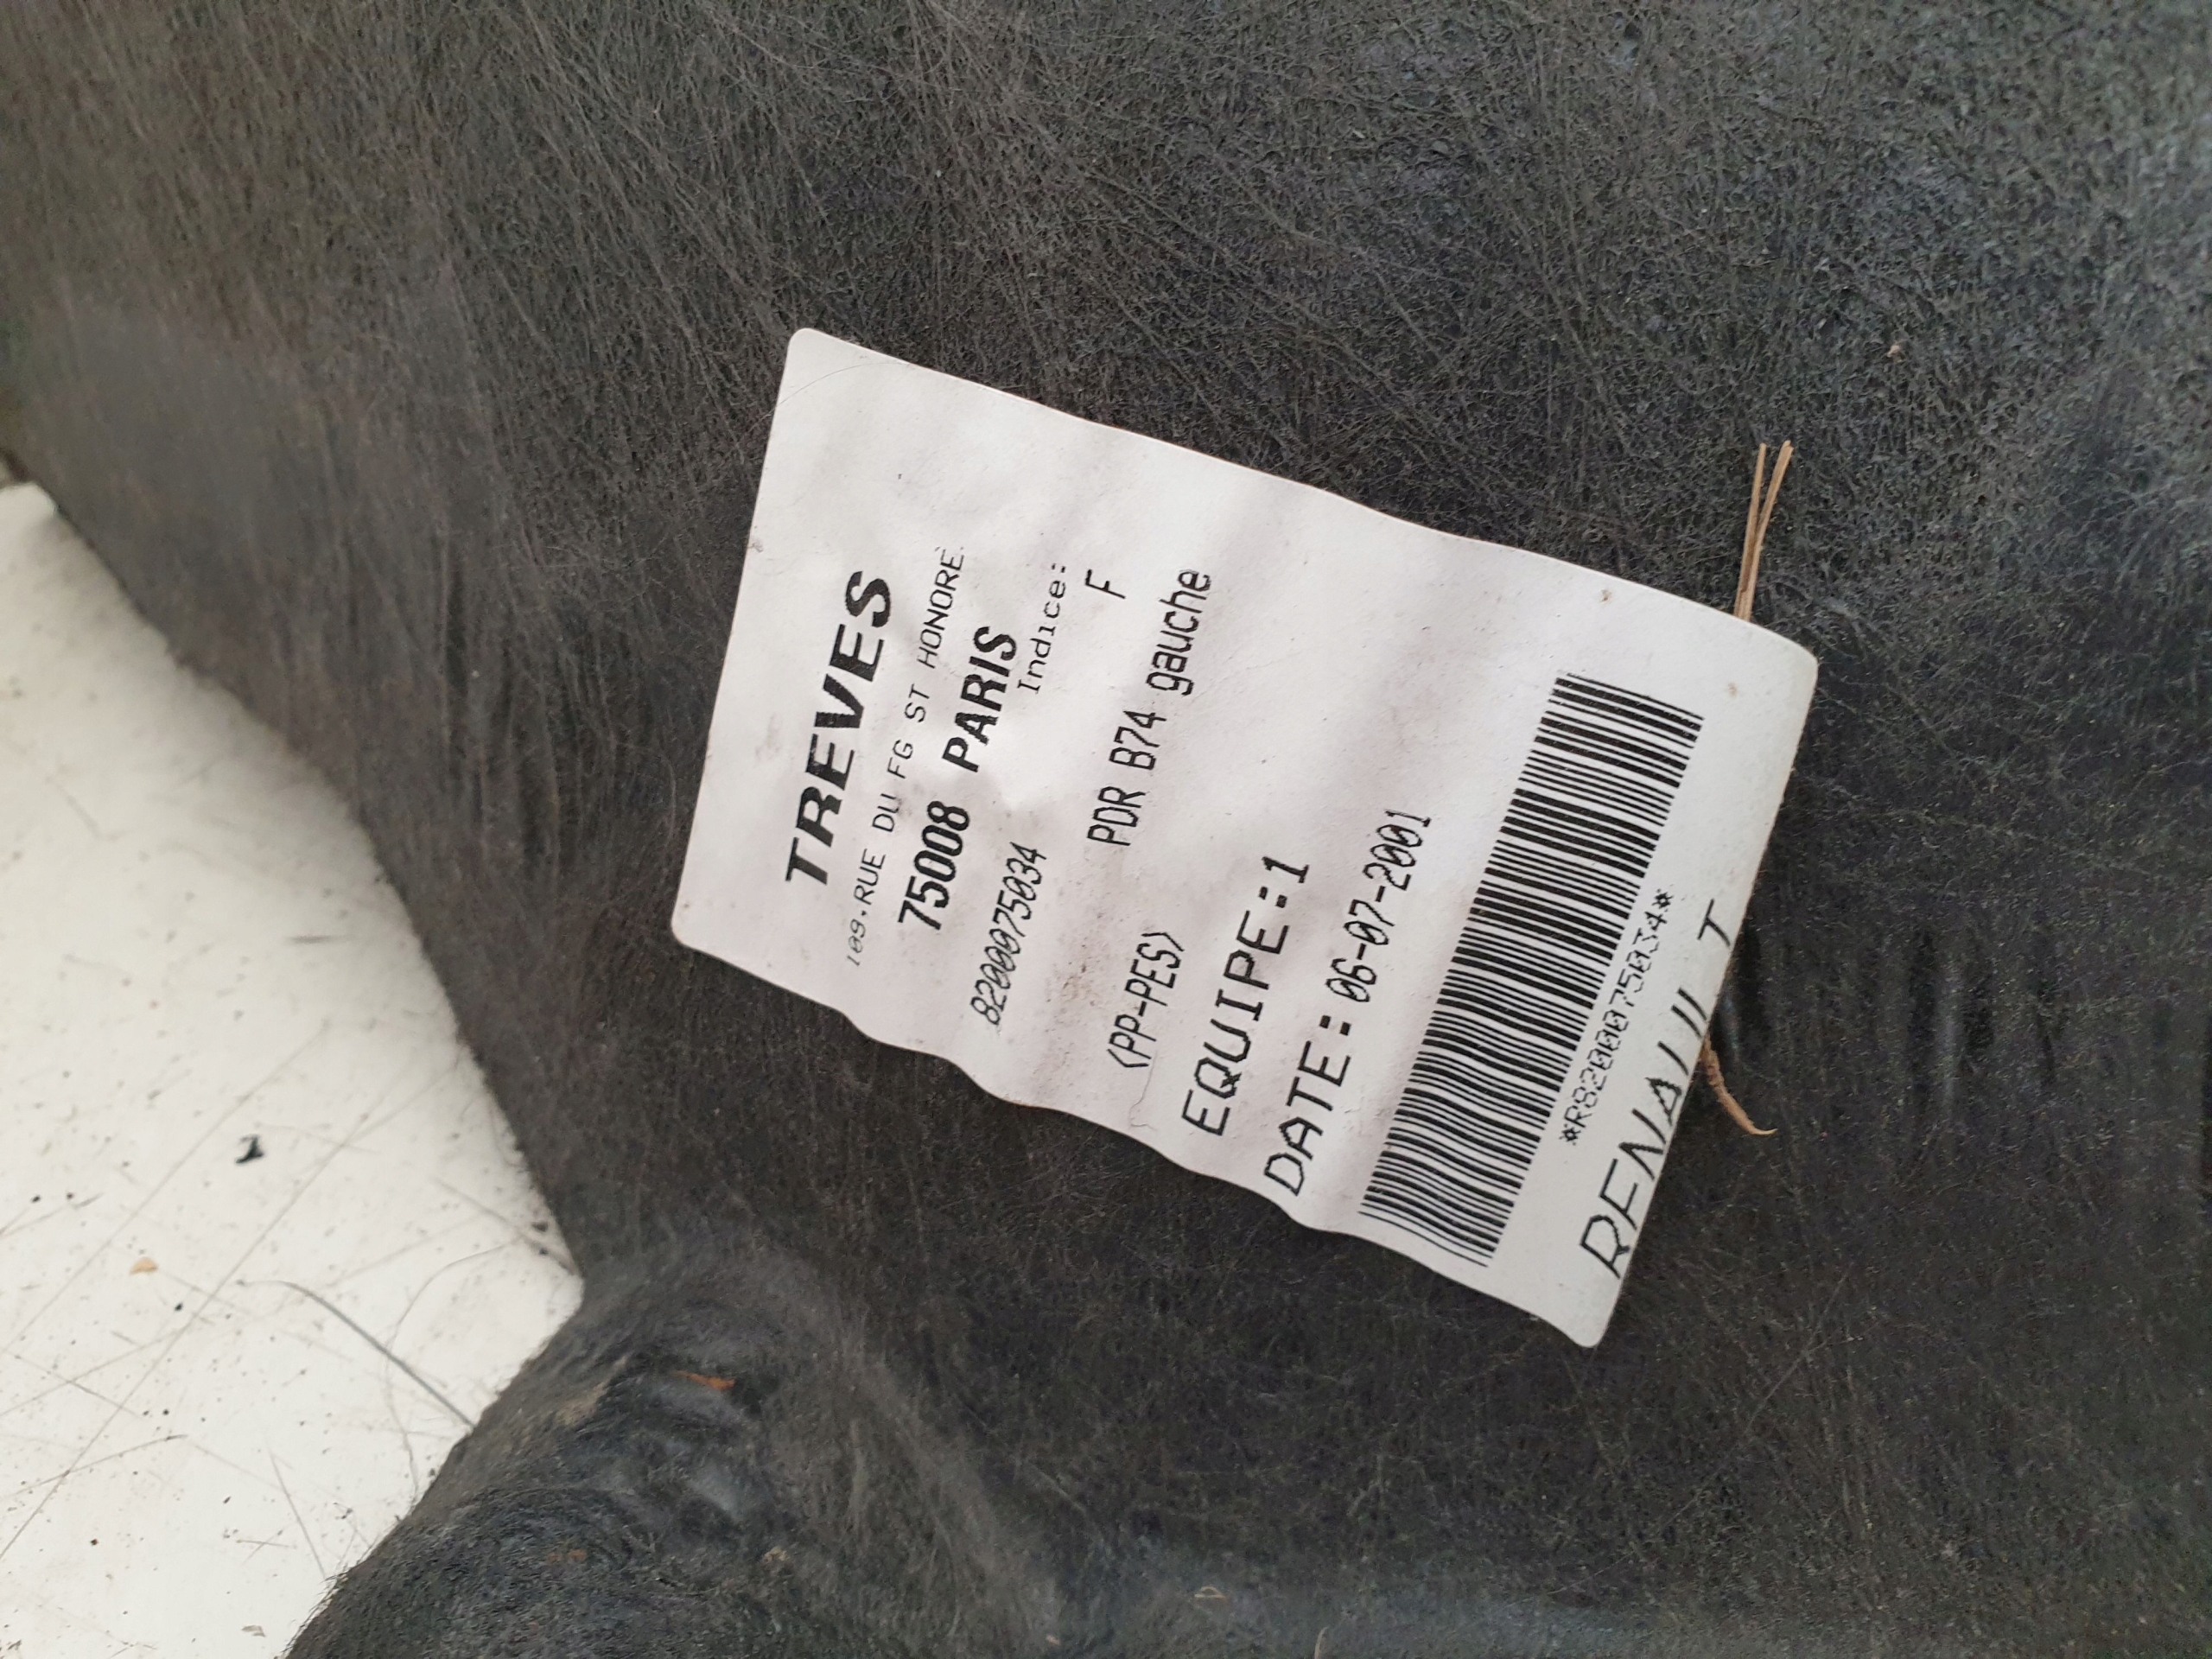 TREVES
109.RUE DU FG ST HONORE.
75008 PARIS
8200075034 Indice:
F
PDR B74 gauche
<PP-PES>
EQUIPE:1
DATE: 06-07-2001
*R8200075034*
RENAULT